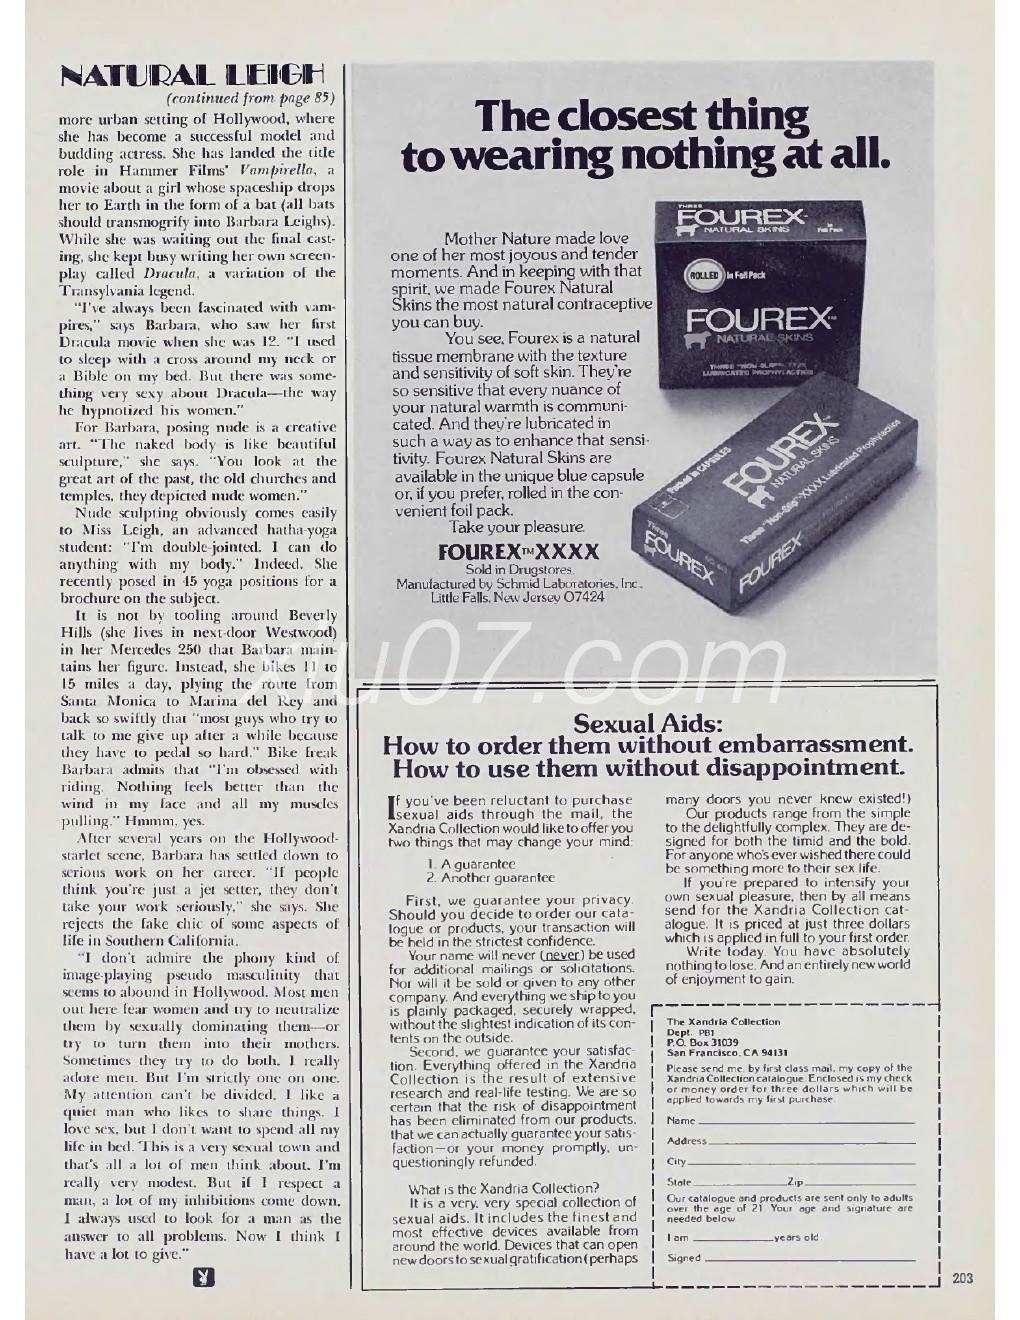 NATURAL LEIGH
(continued from page 85)
more urban setting of Hollywood, where
she has become a successful model and
budding actress. She has landed the title
role in Hammer Films' Vampirella, a
movie about a girl whose spaceship drops
her to Earth in the form of a bat (all bats
should transmogrify into Barbara Leighs).
While she was waiting out the final cast-
ing, she kept busy writing her own screen-
play called Dracula, a variation of the
Transylvania legend.
"I've always been fascinated with vam-
pires," says Barbara, who saw her first
Dracula movie when she was 12. "I used
to sleep with a cross around my neck or
a Bible on my bed. But there was some-
thing very sexy about Dracula—the way
he hypnotized his women."
For Barbara, posing nude is a creative
art. "The naked body is like beautiful
sculpture," she says. "You look at the
great art of the past, the old churches and
temples, they depicted nude women."
Nude sculpting obviously comes easily
to Miss Leigh, an advanced hatha-yoga
student: "I'm double-jointed. I can do
anything with my body." Indeed. She
recently posed in 45 yoga positions for a
brochure on the subject.
It is not by tooling around Beverly
Hills (she lives in next-door Westwood)
in her Mercedes 250 that Barbara main-
tains her figure. Instead, she bikes 11 to
15 miles a day, plying the route from
Santa Monica to Marina del Rey and
back so swiftly that "most guys who try to
talk to me give up after a while because
they have to pedal so hard." Bike freak
Barbara admits that "I'm obsessed with
riding. Nothing feels better than the
wind in my face and all my muscles
pulling." Hmmm, yes.
After several years on the Hollywood-
starlet scene, Barbara has settled down to
serious work on her career. "If people
think you're just a jet setter, they don't
take your work seriously," she says. She
rejects the fake chic of some aspects of
life in Southern California.
"I don't admire the phony kind of
image-playing pseudo masculinity that
seems to abound in Hollywood. Most men
out here fear women and try to neutralize
them by sexually dominating them—or
try to turn them into their mothers.
Sometimes they try to do both. I really
adore men. But I'm strictly one on one.
My attention can't be divided. I like a
quiet man who likes to share things. I
love sex, but I don't want to spend all my
life in bed. This is a very sexual town and
that's all a lot of men think about. I'm
really very modest. But if I respect a
man, a lot of my inhibitions come down.
I always used to look for a man as the
answer to all problems. Now I think I
have a lot to give."
The closest thing
to wearing nothing at all.
Mother Nature made love
one of her most joyous and tender
moments. And in keeping with that
spirit, we made Fourex Natural
Skins the most natural contraceptive
you can buy.
You see, Fourex is a natural
tissue membrane with the texture
and sensitivity of soft skin. They're
so sensitive that every nuance of
your natural warmth is communi-
cated. And they're lubricated in
such a way as to enhance that sensi-
tivity. Fourex Natural Skins are
available in the unique blue capsule
or, if you prefer, rolled in the con-
venient foil pack.
Take your pleasure.
FOUREX™XXXX
Sold in Drugstores.
Manufactured by Schmid Laboratories, Inc.,
Little Falls, New Jersey 07424
THREE
FOUREX™
NATURAL SKINS
in Foil Pack
ROLLED in Foil Pack
FOUREX™
NATURAL SKINS
THREE "NON-SLIP" XXXX
LUBRICATED PROPHYLACTICS
Packed in CAPSULES
FOUREX
NATURAL SKINS
Three "Non-Slip" XXXX Lubricated Prophylactics
THREE
FOUREX
FOUREX
xiu07.com
Sexual Aids:
How to order them without embarrassment.
How to use them without disappointment.
If you've been reluctant to purchase
sexual aids through the mail, the
Xandria Collection would like to offer you
two things that may change your mind:
1. A guarantee
2. Another guarantee
First, we guarantee your privacy.
Should you decide to order our cata-
logue or products, your transaction will
be held in the strictest confidence.
Your name will never (never) be used
for additional mailings or solicitations.
Nor will it be sold or given to any other
company. And everything we ship to you
is plainly packaged, securely wrapped,
without the slightest indication of its con-
tents on the outside.
Second, we guarantee your satisfac-
tion. Everything offered in the Xandria
Collection is the result of extensive
research and real-life testing. We are so
certain that the risk of disappointment
has been eliminated from our products,
that we can actually guarantee your satis-
faction—or your money promptly, un-
questioningly refunded.
What is the Xandria Collection?
It is a very, very special collection of
sexual aids. It includes the finest and
most effective devices available from
around the world. Devices that can open
new doors to sexual gratification (perhaps
many doors you never knew existed!)
Our products range from the simple
to the delightfully complex. They are de-
signed for both the timid and the bold.
For anyone who's ever wished there could
be something more to their sex life.
If you're prepared to intensify your
own sexual pleasure, then by all means
send for the Xandria Collection cat-
alogue. It is priced at just three dollars
which is applied in full to your first order.
Write today. You have absolutely
nothing to lose. And an entirely new world
of enjoyment to gain.
The Xandria Collection
Dept. PB1
P.O. Box 31039
San Francisco, CA 94131
Please send me, by first class mail, my copy of the
Xandria Collection catalogue. Enclosed is my check
or money order for three dollars which will be
applied towards my first purchase.
Name
Address
City
State Zip
Our catalogue and products are sent only to adults
over the age of 21. Your age and signature are
needed below.
I am years old.
Signed
203